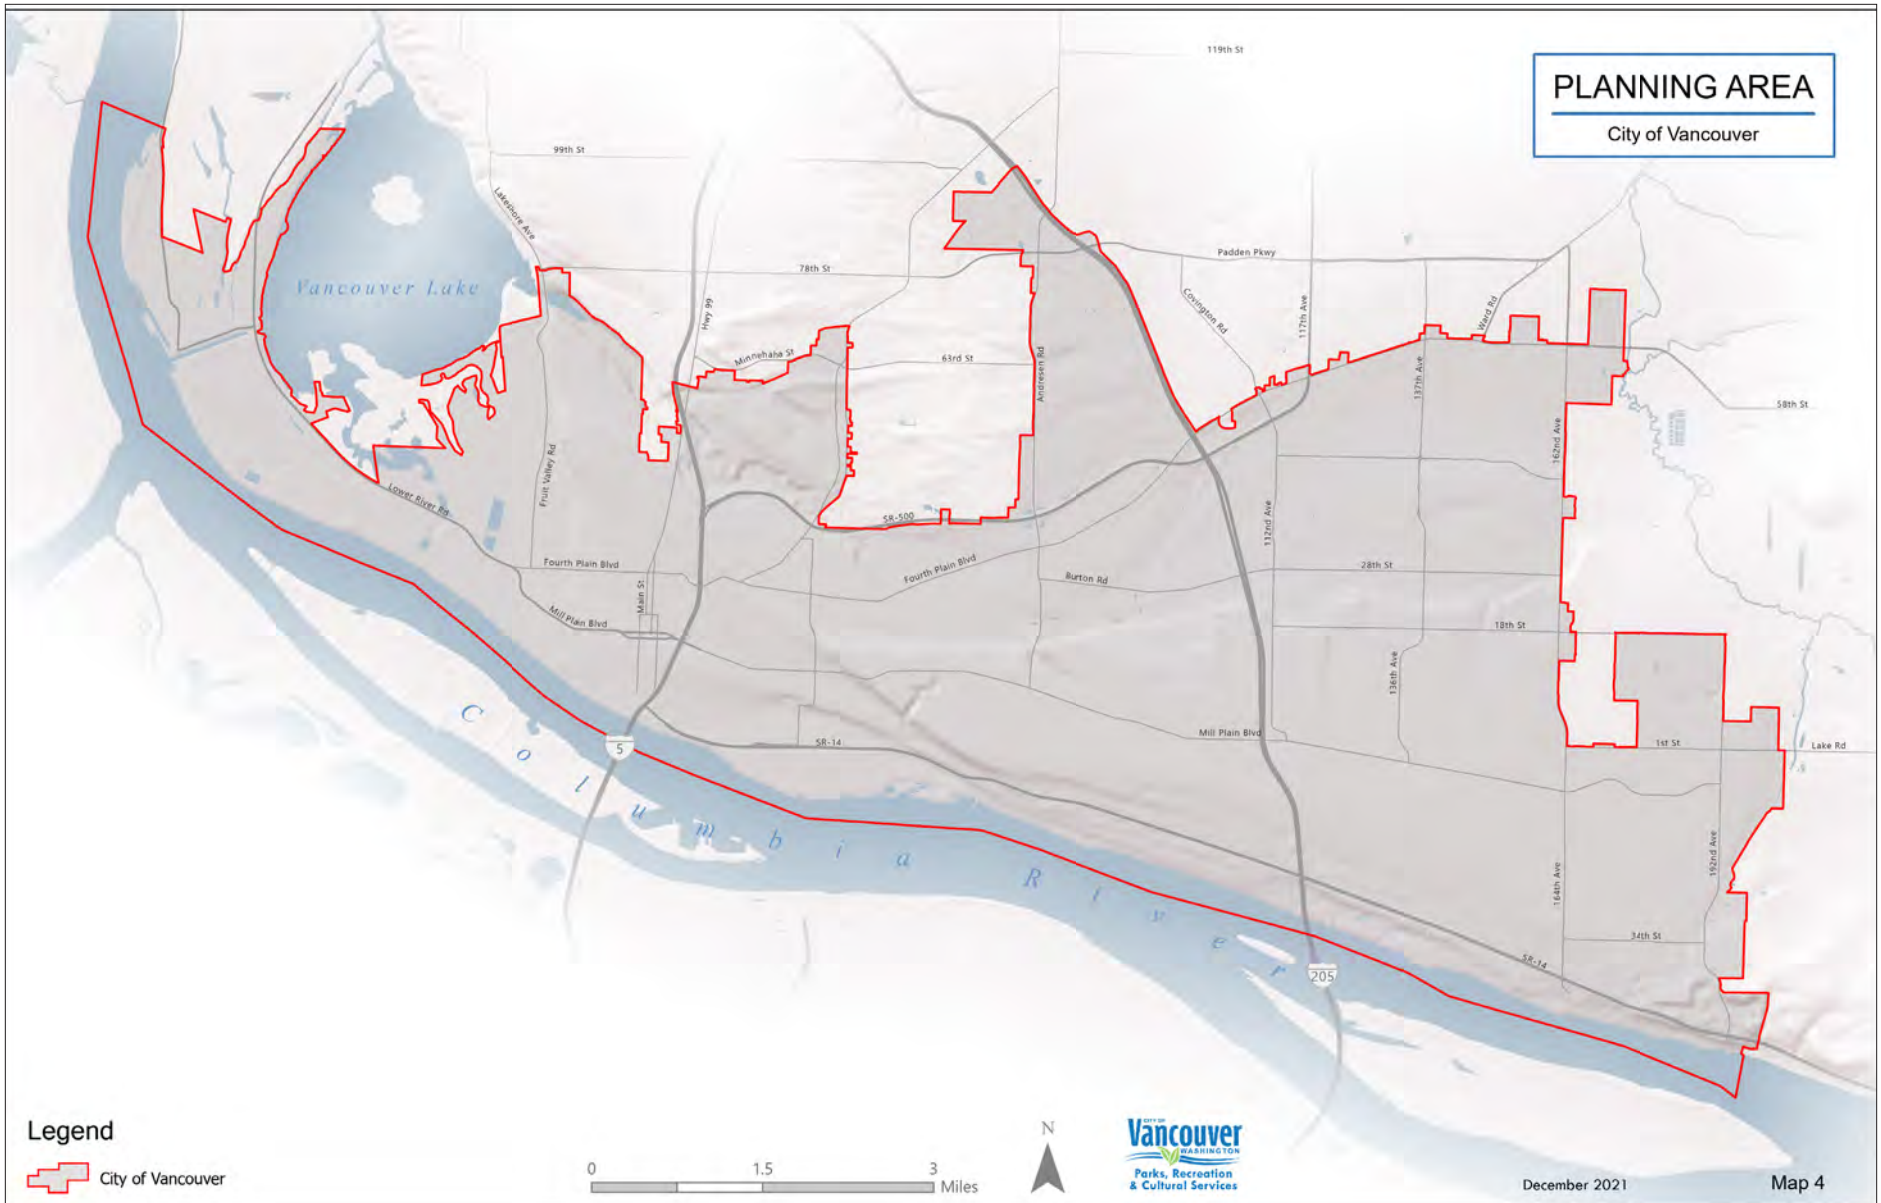 119th St
PLANNING AREA
City of Vancouver
99th St
Lakeshore Ave
Padden Pkwy
78th St
Vancouver Lake
Covington Rd
Hwy 99
117th Ave
Ward Rd
Minnehaha St
63rd St
Andresen Rd
137th Ave
58th St
162nd Ave
Fruit Valley Rd
Lower River Rd
SR-500
112nd Ave
Fourth Plain Blvd
Fourth Plain Blvd
Burton Rd
28th St
Main St
Mill Plain Blvd
18th St
136th Ave
Columbia River
Mill Plain Blvd
SR-14
1st St
Lake Rd
5
192nd Ave
164th Ave
34th St
SR-14
205
Legend
City of Vancouver
0
1.5
3
Miles
N
CITY OF
Vancouver
WASHINGTON
Parks, Recreation
& Cultural Services
December 2021
Map 4